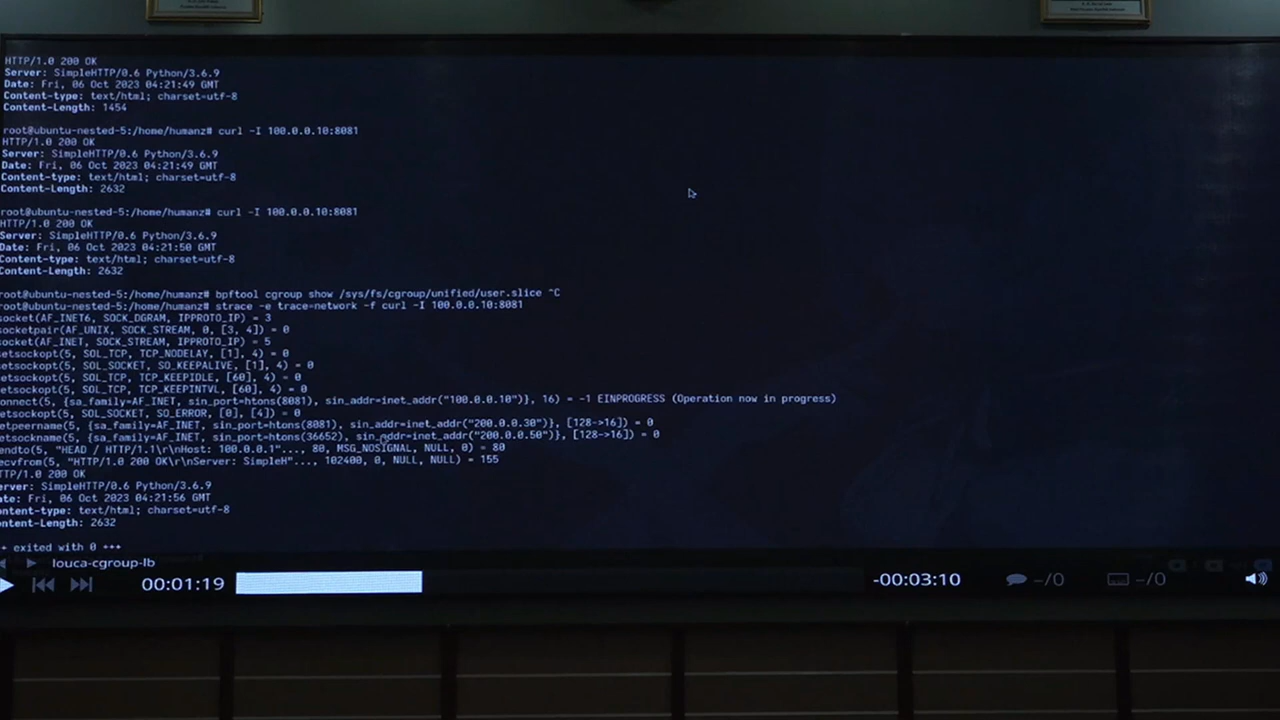 HTTP/1.0 200 OK
Server: SimpleHTTP/0.6 Python/3.6.9
Date: Fri, 06 Oct 2023 04:21:49 GMT
Content-type: text/html; charset=utf-8
Content-Length: 1454
root@ubuntu-nested-5:/home/humanz# curl -I 100.0.0.10:8081
HTTP/1.0 200 OK
Server: SimpleHTTP/0.6 Python/3.6.9
Date: Fri, 06 Oct 2023 04:21:49 GMT
Content-type: text/html; charset=utf-8
Content-Length: 2632
root@ubuntu-nested-5:/home/humanz# curl -I 100.0.0.10:8081
HTTP/1.0 200 OK
Server: SimpleHTTP/0.6 Python/3.6.9
Date: Fri, 06 Oct 2023 04:21:50 GMT
Content-type: text/html; charset=utf-8
Content-Length: 2632
root@ubuntu-nested-5:/home/humanz# bpftool cgroup show /sys/fs/cgroup/unified/user.slice ^C
root@ubuntu-nested-5:/home/humanz# strace -e trace=network -f curl -I 100.0.0.10:8081
socket(AF_INET6, SOCK_DGRAM, IPPROTO_IP) = 3
socketpair(AF_UNIX, SOCK_STREAM, 0, [3, 4]) = 0
socket(AF_INET, SOCK_STREAM, IPPROTO_IP) = 5
setsockopt(5, SOL_TCP, TCP_NODELAY, [1], 4) = 0
setsockopt(5, SOL_SOCKET, SO_KEEPALIVE, [1], 4) = 0
setsockopt(5, SOL_TCP, TCP_KEEPIDLE, [60], 4) = 0
setsockopt(5, SOL_TCP, TCP_KEEPINTVL, [60], 4) = 0
onnect(5, {sa_family=AF_INET, sin_port=htons(8081), sin_addr=inet_addr("100.0.0.10")}, 16) = -1 EINPROGRESS (Operation now in progress)
etsockopt(5, SOL_SOCKET, SO_ERROR, [0], [4]) = 0
etpeername(5, {sa_family=AF_INET, sin_port=htons(8081), sin_addr=inet_addr("200.0.0.30")}, [128->16]) = 0
etsockname(5, {sa_family=AF_INET, sin_port=htons(36652), sin_addr=inet_addr("200.0.0.50")}, [128->16]) = 0
endto(5, "HEAD / HTTP/1.1\r\nHost: 100.0.0.1"..., 80, MSG_NOSIGNAL, NULL, 0) = 80
ecvfrom(5, "HTTP/1.0 200 OK\r\nServer: SimpleH"..., 102400, 0, NULL, NULL) = 155
TTP/1.0 200 OK
erver: SimpleHTTP/0.6 Python/3.6.9
ate: Fri, 06 Oct 2023 04:21:56 GMT
ontent-type: text/html; charset=utf-8
ontent-Length: 2632
+ exited with 0 +++
louca-cgroup-lb
00:01:19
-00:03:10
–/0
–/0